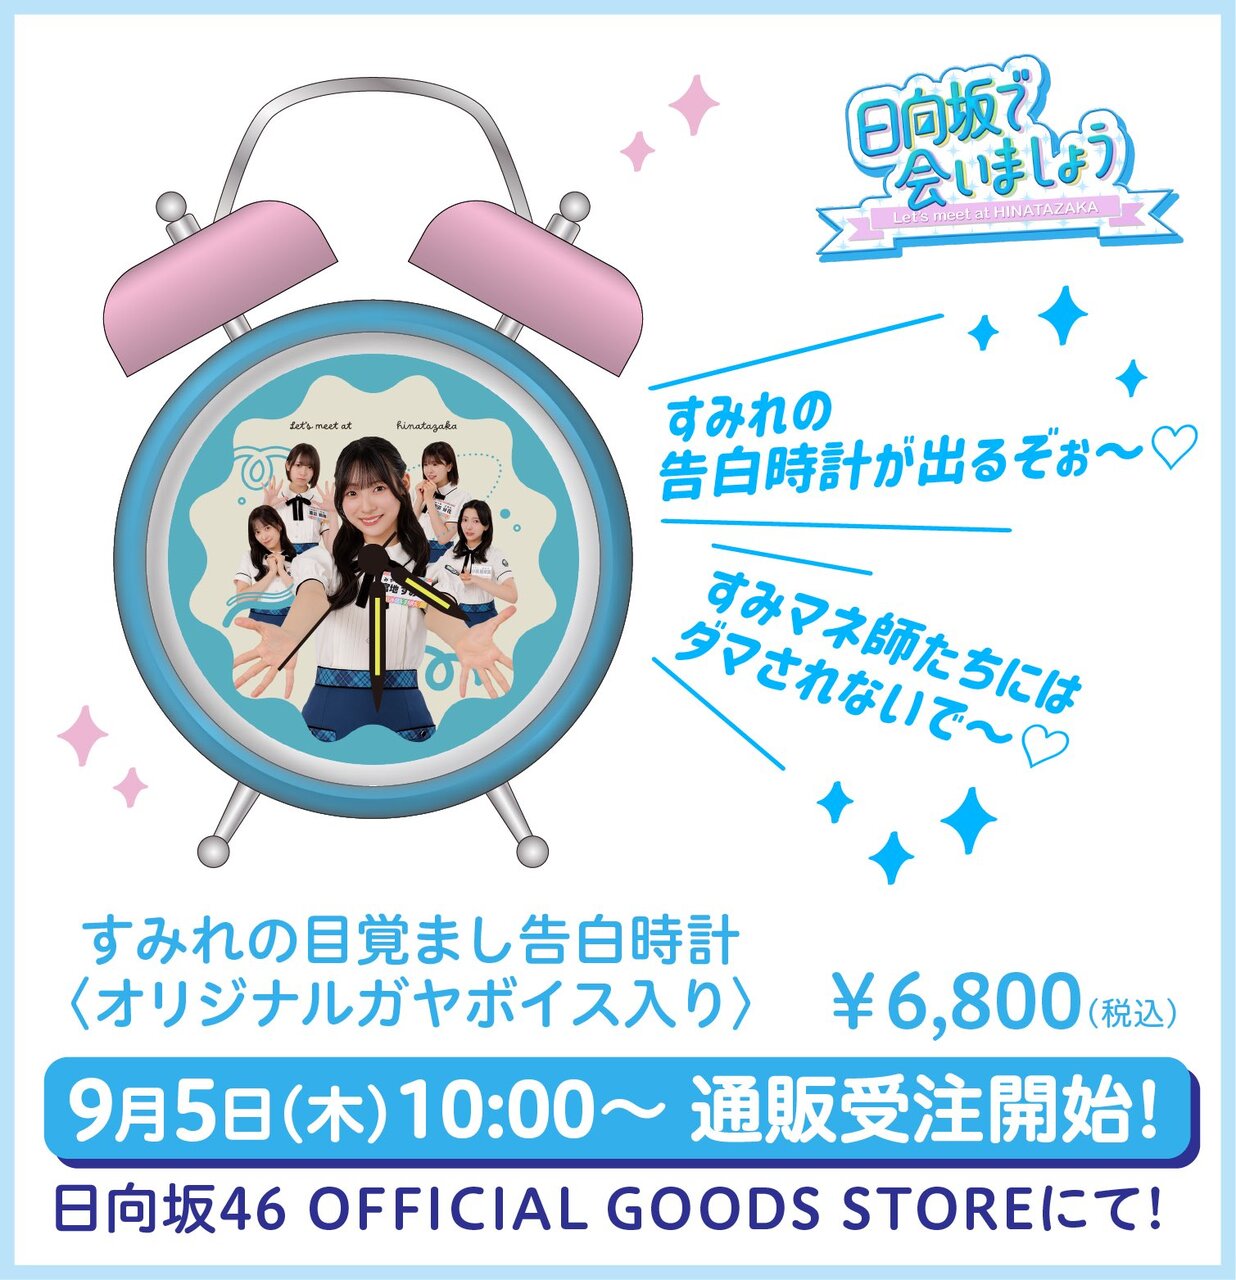 日向坂で
会いましょう
Let's meet at HINATAZAKA
Let's meet at hinatazaka
すみれの
告白時計が出るぞぉ〜♡
すみマネ師たちには
ダマされないで〜♡
すみれの目覚まし告白時計
〈オリジナルガヤボイス入り〉
￥6,800(税込)
9月5日(木)10:00〜 通販受注開始!
日向坂46 OFFICIAL GOODS STOREにて!